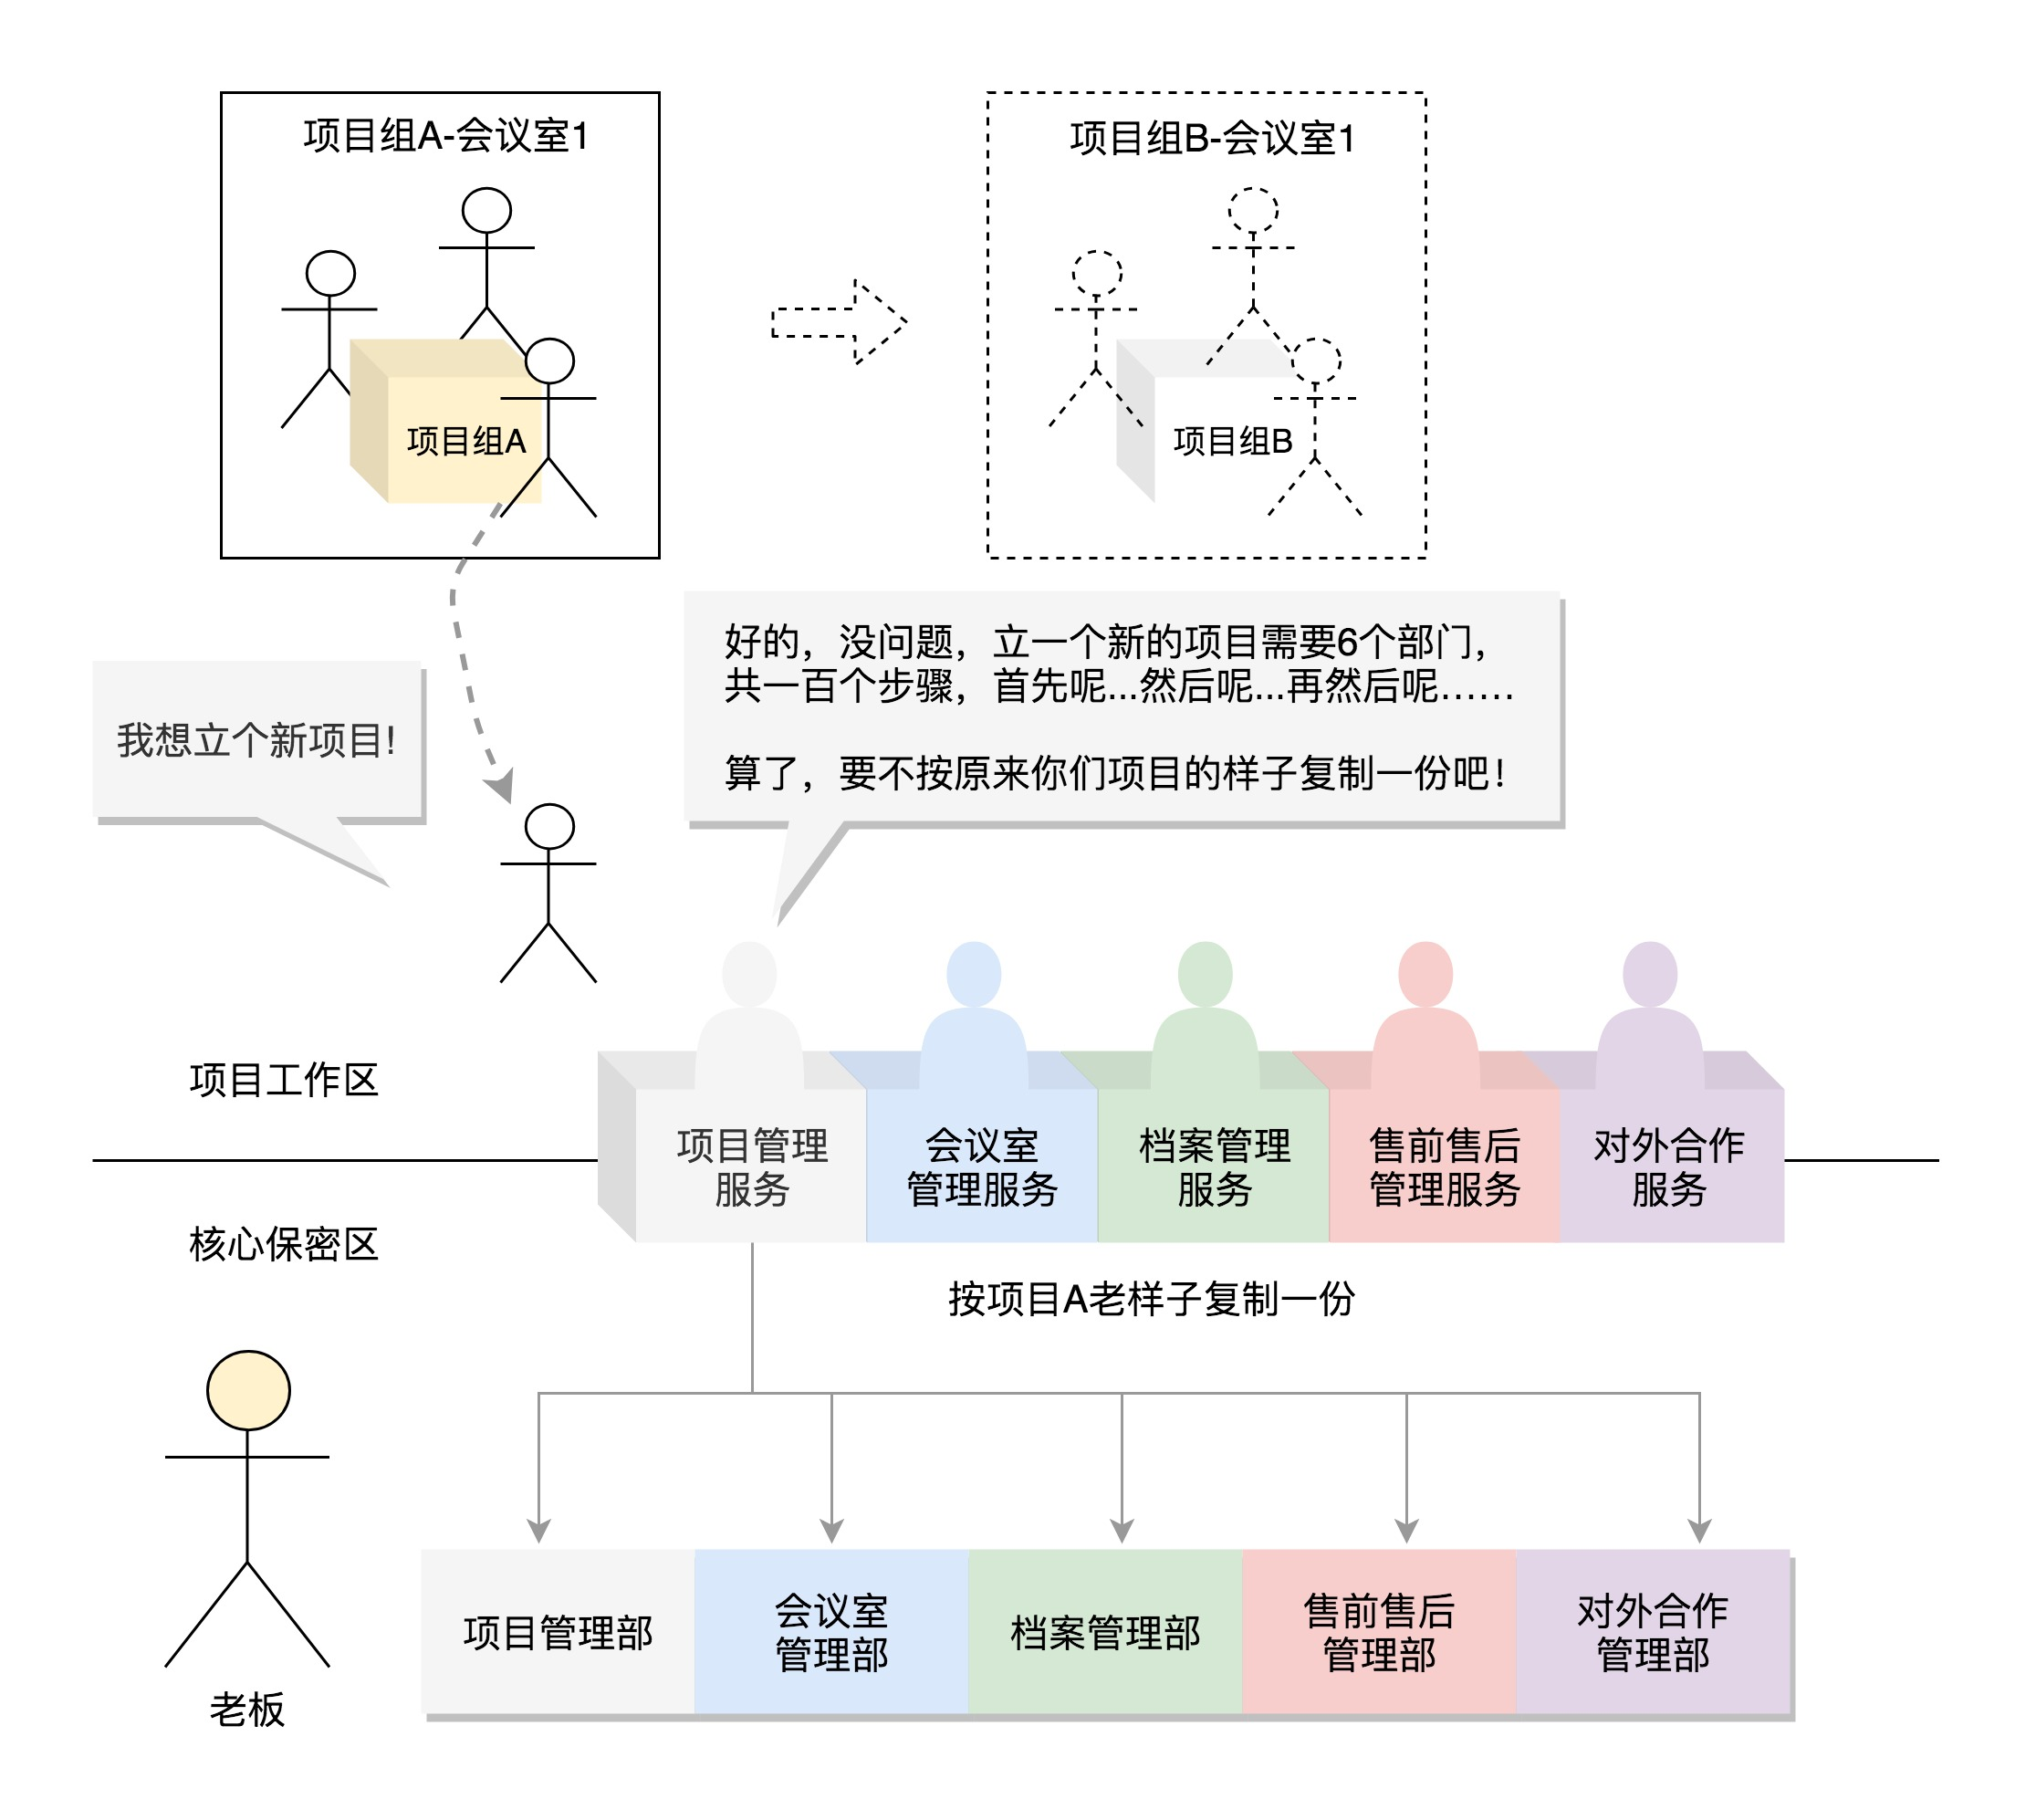 项目组A-会议室1
项目组B-会议室1
项目组A
项目组B
好的，没问题，立一个新的项目需要6个部门，
共一百个步骤，首先呢...然后呢...再然后呢……
算了，要不按原来你们项目的样子复制一份吧！
我想立个新项目！
项目工作区
项目管理
服务
会议室
管理服务
档案管理
服务
售前售后
管理服务
对外合作
服务
核心保密区
按项目A老样子复制一份
项目管理部
会议室
管理部
档案管理部
售前售后
管理部
对外合作
管理部
老板